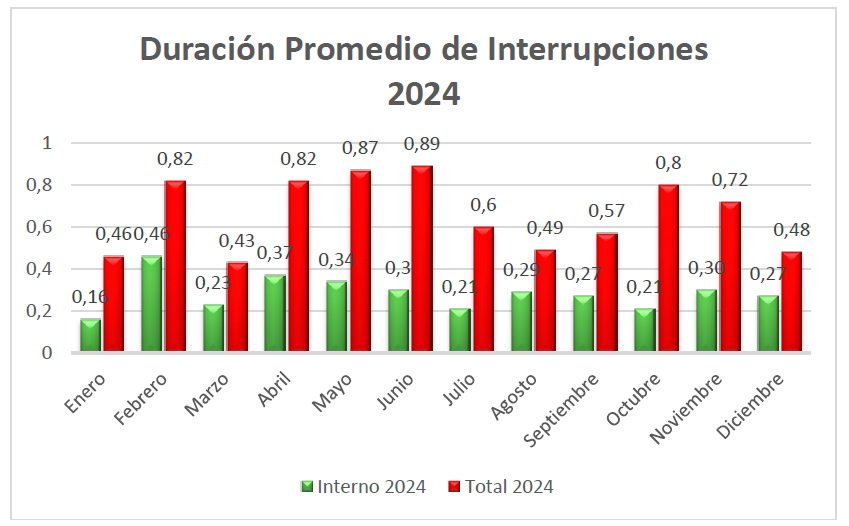 Duración Promedio de Interrupciones
2024
1
0,8
0,6
0,4
0,2
0
0,16
0,46
0,46
0,82
0,23
0,43
0,37
0,82
0,34
0,87
0,3
0,89
0,21
0,6
0,29
0,49
0,27
0,57
0,21
0,8
0,30
0,72
0,27
0,48
Enero
Febrero
Marzo
Abril
Mayo
Junio
Julio
Agosto
Septiembre
Octubre
Noviembre
Diciembre
Interno 2024
Total 2024